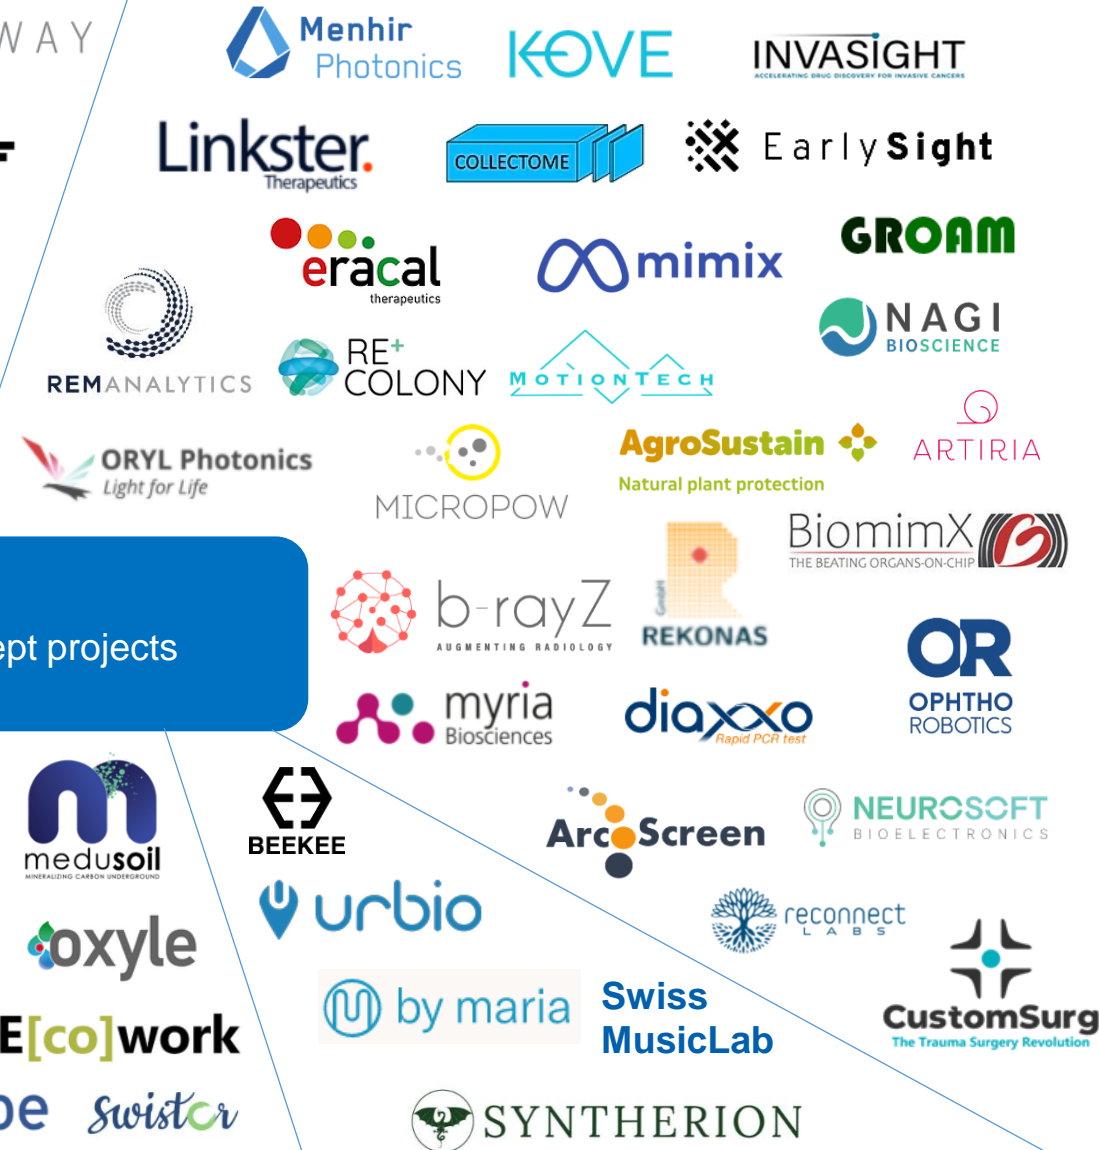 WAY
Menhir
Photonics
KOVE
INVASIGHT
ACCELERATING DRUG DISCOVERY FOR INVASIVE CANCERS
Linkster.
Therapeutics
COLLECTOME
EarlySight
eracal
therapeutics
mimix
GROAM
NAGI
BIOSCIENCE
REMANALYTICS
RE+
COLONY
MOTIONTECH
ARTIRIA
ORYL Photonics
Light for Life
MICROPOW
AgroSustain
Natural plant protection
BiomimX
THE BEATING ORGANS-ON-CHIP
ept projects
b-rayZ
AUGMENTING RADIOLOGY
R
GmbH
REKONAS
OR
OPHTHO
ROBOTICS
myria
Biosciences
diaxxo
Rapid PCR test
m
medusoil
MINERALIZING CARBON UNDERGROUND
BEEKEE
ArcoScreen
NEUROSOFT
BIOELECTRONICS
urbio
oxyle
reconnect
LABS
by maria
Swiss
MusicLab
CustomSurg
The Trauma Surgery Revolution
E[co]work
be
swistor
SYNTHERION